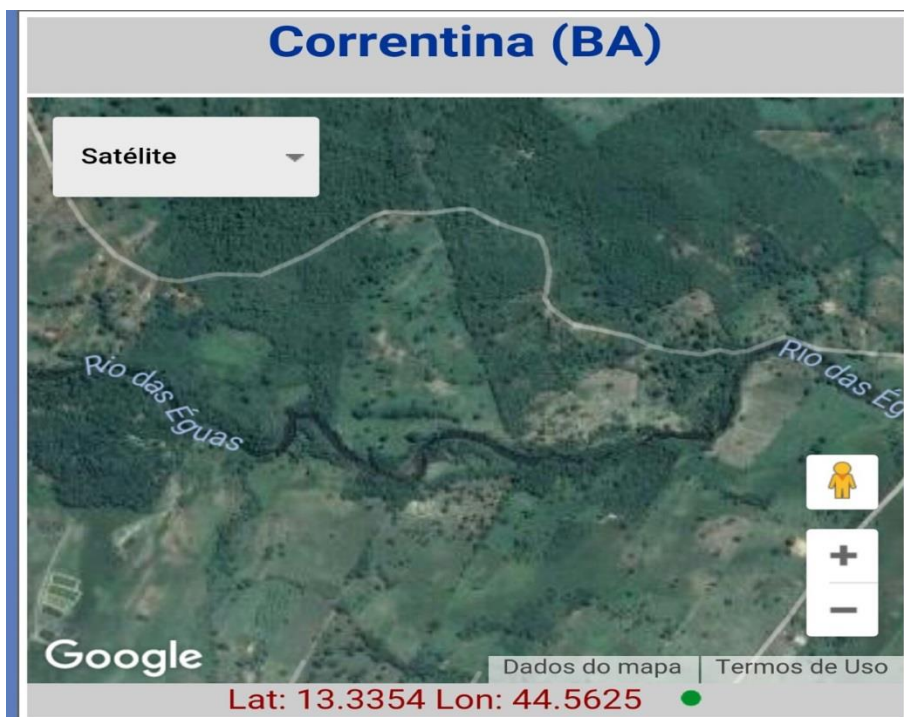 Correntina (BA)
Satélite
Rio das Éguas
Rio das Ég
Google
Dados do mapa
Termos de Uso
Lat: 13.3354 Lon: 44.5625